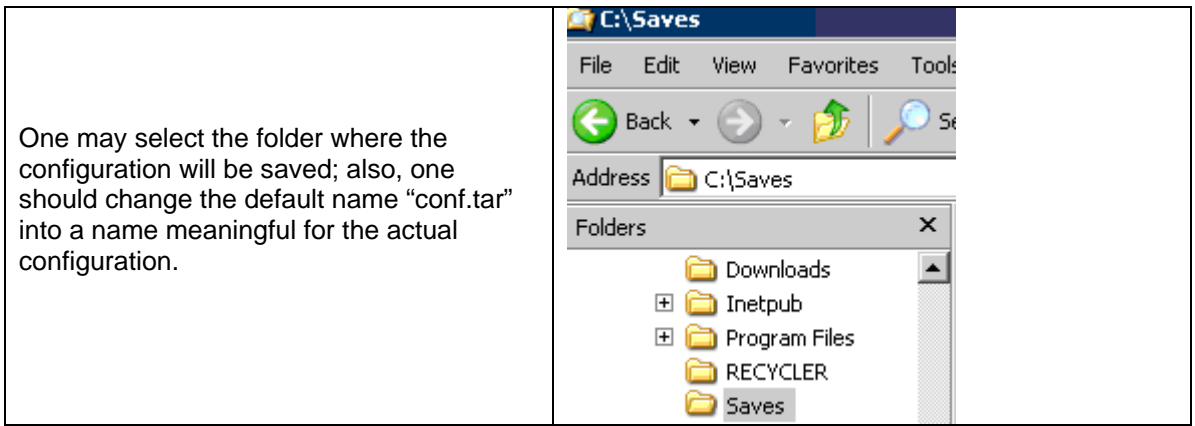 One may select the folder where the
configuration will be saved; also, one
should change the default name “conf.tar”
into a name meaningful for the actual
configuration.
C:\Saves
File Edit View Favorites Tools
Back
Address C:\Saves
Folders
Downloads
Inetpub
Program Files
RECYCLER
Saves